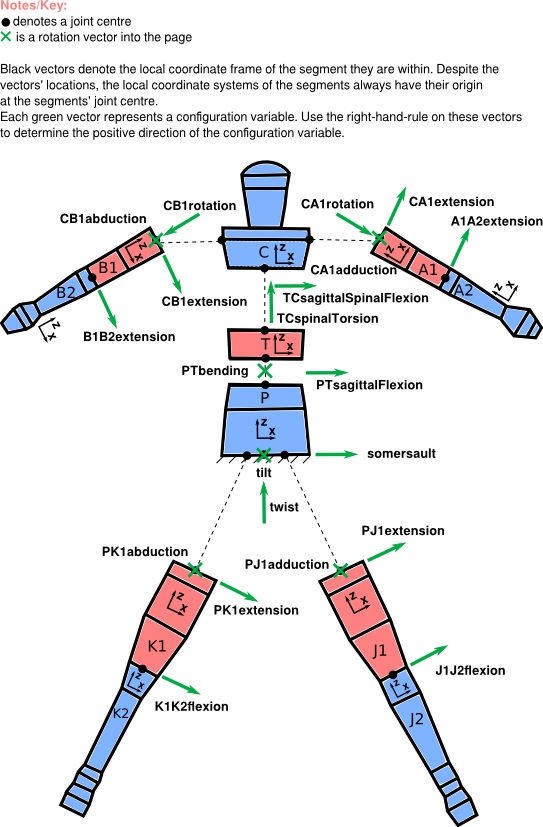 Notes/Key:
denotes a joint centre
is a rotation vector into the page
Black vectors denote the local coordinate frame of the segment they are within. Despite the
vectors' locations, the local coordinate systems of the segments always have their origin
at the segments' joint centre.
Each green vector represents a configuration variable. Use the right-hand-rule on these vectors
to determine the positive direction of the configuration variable.
CB1rotation
CA1rotation
CA1extension
CB1abduction
A1A2extension
B1
z
x
C
z
x
z
x
A1
B2
CA1adduction
A2
z
x
CB1extension
TCsagittalSpinalFlexion
z
x
TCspinalTorsion
B1B2extension
T
z
x
PTbending
PTsagittalFlexion
P
z
x
somersault
tilt
twist
PJ1extension
PK1abduction
PJ1adduction
z
x
PK1extension
z
x
K1
J1
J1J2flexion
z
x
z
x
K1K2flexion
K2
J2